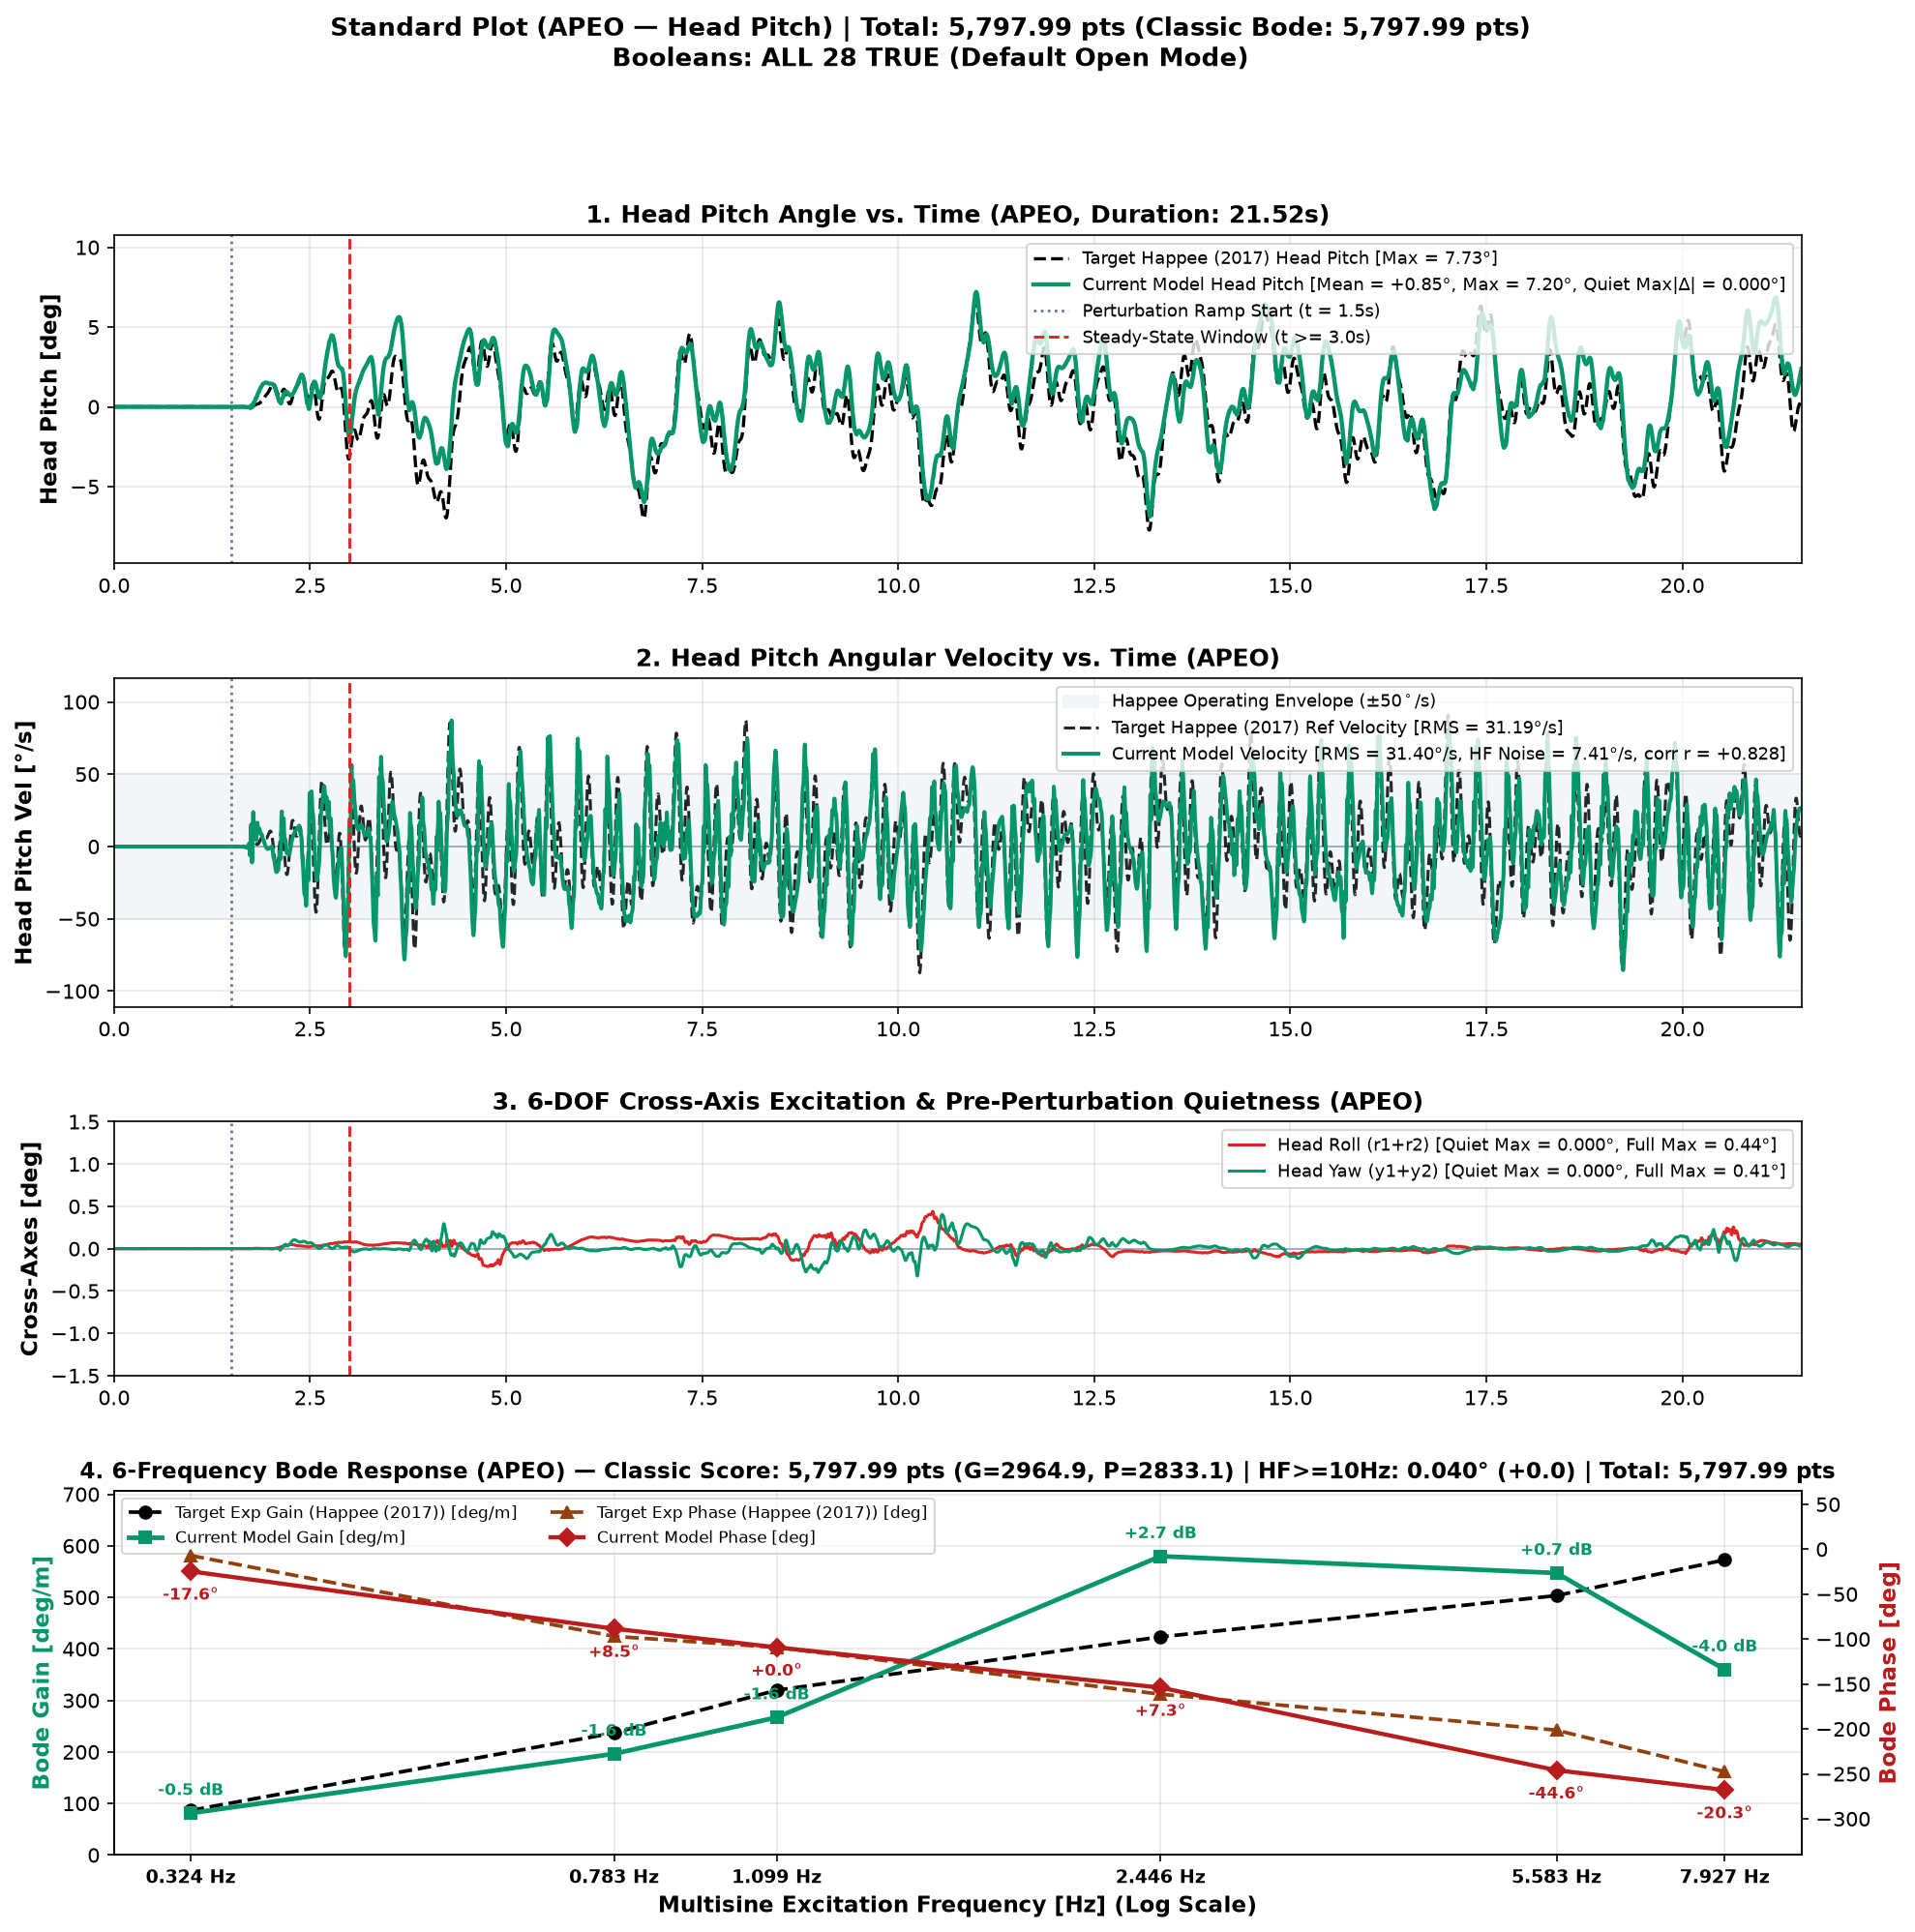 Standard Plot (APEO — Head Pitch) | Total: 5,797.99 pts (Classic Bode: 5,797.99 pts)
Booleans: ALL 28 TRUE (Default Open Mode)
1. Head Pitch Angle vs. Time (APEO, Duration: 21.52s)
Head Pitch [deg]
10
5
0
−5
Target Happee (2017) Head Pitch [Max = 7.73°]
Current Model Head Pitch [Mean = +0.85°, Max = 7.20°, Quiet Max|Δ| = 0.000°]
Perturbation Ramp Start (t = 1.5s)
Steady-State Window (t >= 3.0s)
0.0 2.5 5.0 7.5 10.0 12.5 15.0 17.5 20.0
2. Head Pitch Angular Velocity vs. Time (APEO)
Head Pitch Vel [°/s]
100
50
0
−50
−100
Happee Operating Envelope (±50°/s)
Target Happee (2017) Ref Velocity [RMS = 31.19°/s]
Current Model Velocity [RMS = 31.40°/s, HF Noise = 7.41°/s, corr r = +0.828]
0.0 2.5 5.0 7.5 10.0 12.5 15.0 17.5 20.0
3. 6-DOF Cross-Axis Excitation & Pre-Perturbation Quietness (APEO)
Cross-Axes [deg]
1.5
1.0
0.5
0.0
−0.5
−1.0
−1.5
Head Roll (r1+r2) [Quiet Max = 0.000°, Full Max = 0.44°]
Head Yaw (y1+y2) [Quiet Max = 0.000°, Full Max = 0.41°]
0.0 2.5 5.0 7.5 10.0 12.5 15.0 17.5 20.0
4. 6-Frequency Bode Response (APEO) — Classic Score: 5,797.99 pts (G=2964.9, P=2833.1) | HF>=10Hz: 0.040° (+0.0) | Total: 5,797.99 pts
Bode Gain [deg/m]
700
600
500
400
300
200
100
0
Target Exp Gain (Happee (2017)) [deg/m]
Current Model Gain [deg/m]
Target Exp Phase (Happee (2017)) [deg]
Current Model Phase [deg]
-0.5 dB
-1.6 dB
-1.6 dB
+2.7 dB
+0.7 dB
-4.0 dB
-17.6°
+8.5°
+0.0°
+7.3°
-44.6°
-20.3°
50
0
−50
−100
−150
−200
−250
−300
Bode Phase [deg]
0.324 Hz 0.783 Hz 1.099 Hz 2.446 Hz 5.583 Hz 7.927 Hz
Multisine Excitation Frequency [Hz] (Log Scale)